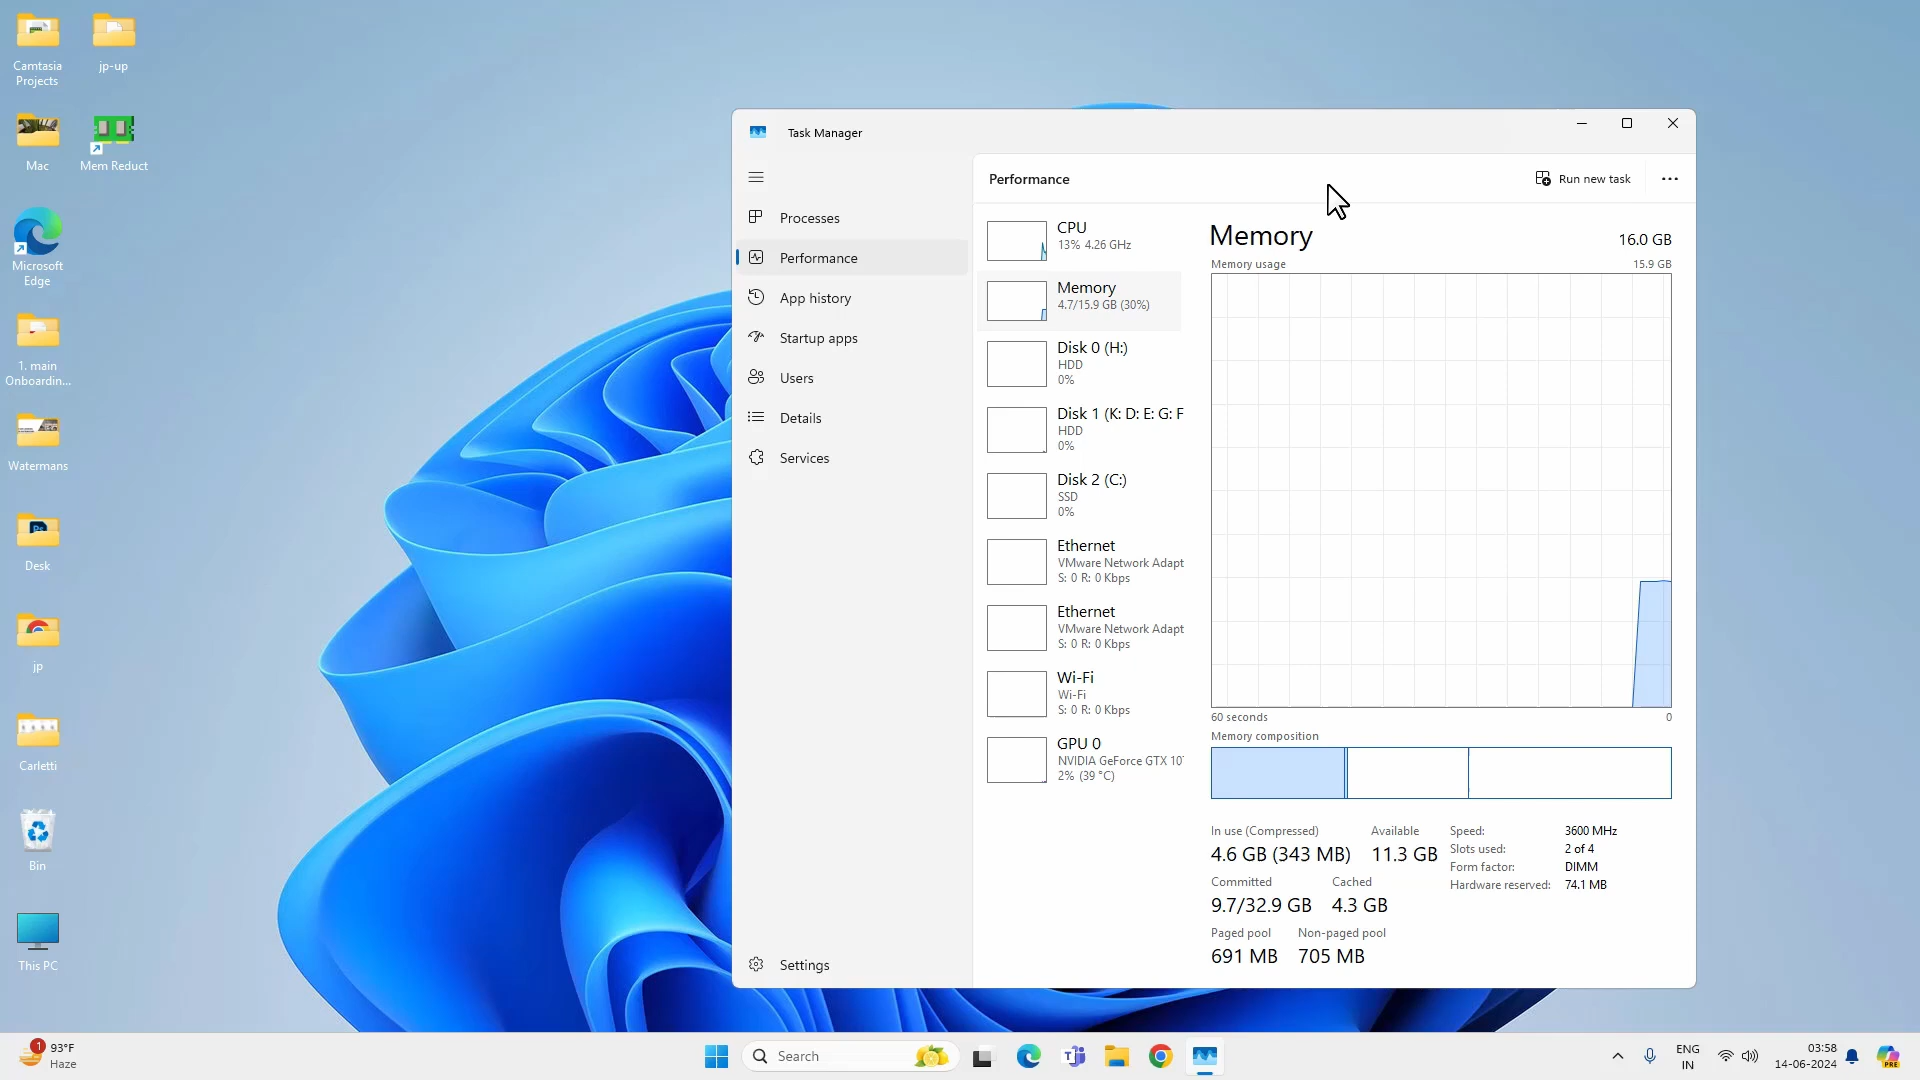 Camtasia
Projects
jp-up
Mac
Mem Reduct
Microsoft
Edge
1. main
Onboardin...
Watermans
Ps
Desk
jp
Carletti
Bin
This PC
Task Manager
Processes
Performance
App history
Startup apps
Users
Details
Services
Settings
Performance
Run new task
CPU
13% 4.26 GHz
Memory
4.7/15.9 GB (30%)
Disk 0 (H:)
HDD
0%
Disk 1 (K: D: E: G: F
HDD
0%
Disk 2 (C:)
SSD
0%
Ethernet
VMware Network Adapt
S: 0 R: 0 Kbps
Ethernet
VMware Network Adapt
S: 0 R: 0 Kbps
Wi-Fi
Wi-Fi
S: 0 R: 0 Kbps
GPU 0
NVIDIA GeForce GTX 10
2% (39 °C)
Memory
16.0 GB
Memory usage
15.9 GB
60 seconds
0
Memory composition
In use (Compressed)
4.6 GB (343 MB)
Available
11.3 GB
Committed
9.7/32.9 GB
Cached
4.3 GB
Paged pool
691 MB
Non-paged pool
705 MB
Speed: 3600 MHz
Slots used: 2 of 4
Form factor: DIMM
Hardware reserved: 74.1 MB
1
93°F
Haze
Search
ENG
IN
03:58
14-06-2024
PRE